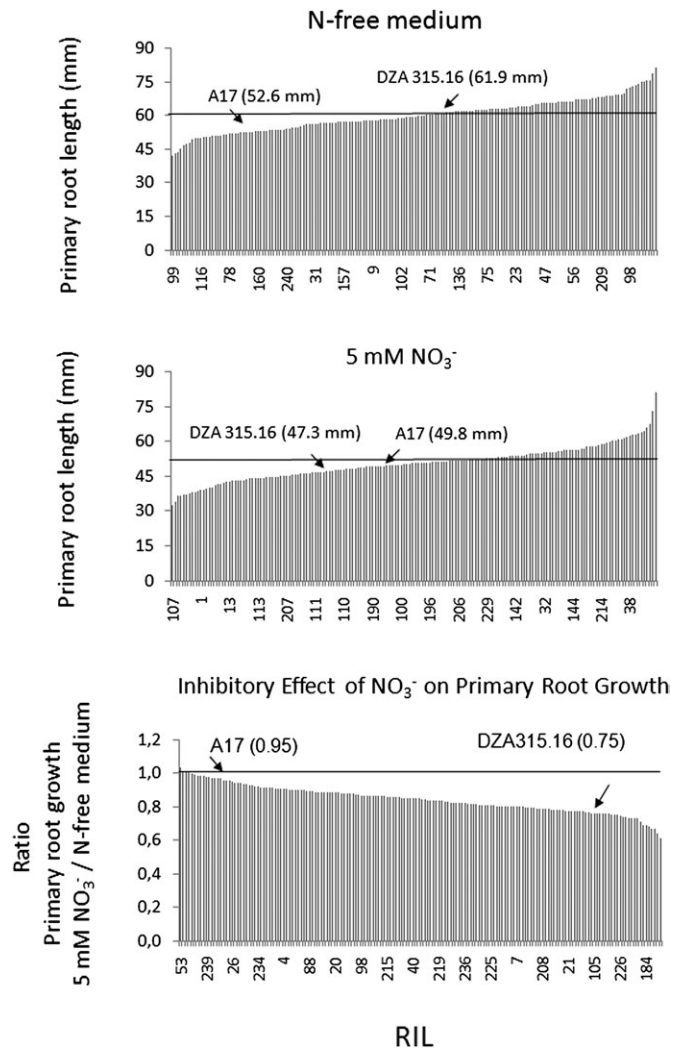 N-free medium
Primary root length (mm)
90
75
60
45
30
15
0
A17 (52.6 mm)
DZA 315.16 (61.9 mm)
99 116 78 160 240 31 157 9 102 71 136 75 23 47 56 209 98
5 mM NO₃⁻
Primary root length (mm)
90
75
60
45
30
15
0
DZA 315.16 (47.3 mm)
A17 (49.8 mm)
107 1 13 113 207 111 110 190 100 196 206 229 142 32 144 214 38
Inhibitory Effect of NO₃⁻ on Primary Root Growth
Ratio
Primary root growth
5 mM NO₃⁻ / N-free medium
1,2
1,0
0,8
0,6
0,4
0,2
0,0
A17 (0.95)
DZA315.16 (0.75)
53 239 26 234 4 88 20 98 215 40 219 236 225 7 208 21 105 226 184
RIL